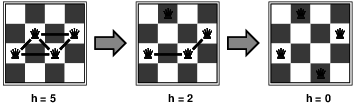 h = 5
h = 2
h = 0